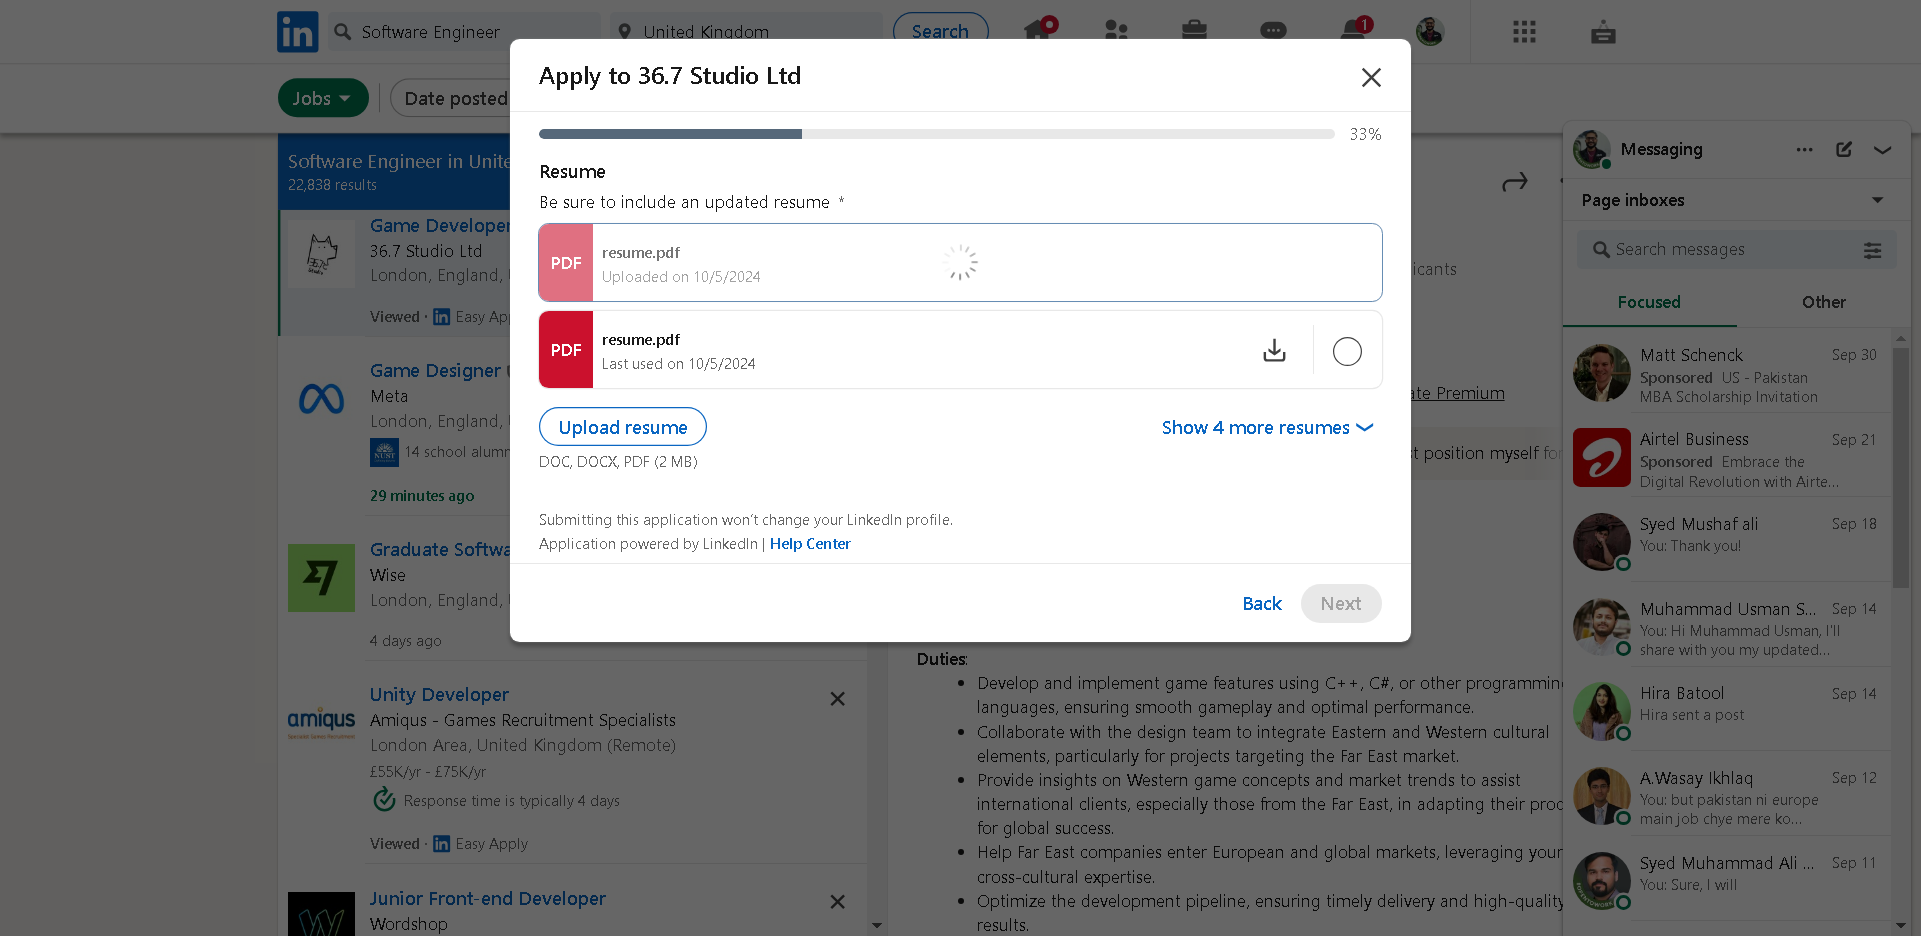 in
Software Engineer
United Kingdom
Search
1
Jobs
Date posted
Apply to 36.7 Studio Ltd
33%
Resume
Be sure to include an updated resume *
PDF
resume.pdf
Uploaded on 10/5/2024
PDF
resume.pdf
Last used on 10/5/2024
Upload resume
Show 4 more resumes
DOC, DOCX, PDF (2 MB)
Submitting this application won't change your LinkedIn profile.
Application powered by LinkedIn | Help Center
Back
Next
Software Engineer in Unite
22,838 results
Game Developer
36.7 Studio Ltd
London, England,
Viewed · in Easy Ap
36.7
Studio
Game Designer
Meta
London, England,
NUST
14 school alumn
29 minutes ago
Graduate Softwa
Wise
London, England,
4 days ago
Unity Developer
amiqus
Amiqus - Games Recruitment Specialists
London Area, United Kingdom (Remote)
£55K/yr - £75K/yr
Response time is typically 4 days
Viewed · in Easy Apply
Junior Front-end Developer
Wordshop
icants
ate Premium
t position myself for
Duties:
• Develop and implement game features using C++, C#, or other programmin
languages, ensuring smooth gameplay and optimal performance.
• Collaborate with the design team to integrate Eastern and Western cultural
elements, particularly for projects targeting the Far East market.
• Provide insights on Western game concepts and market trends to assist
international clients, especially those from the Far East, in adapting their prod
for global success.
• Help Far East companies enter European and global markets, leveraging your
cross-cultural expertise.
• Optimize the development pipeline, ensuring timely delivery and high-quality
results.
Messaging
Page inboxes
Search messages
Focused
Other
Matt Schenck
Sep 30
Sponsored US - Pakistan
MBA Scholarship Invitation
Airtel Business
Sep 21
Sponsored Embrace the
Digital Revolution with Airte...
Syed Mushaf ali
Sep 18
You: Thank you!
Muhammad Usman S...
Sep 14
You: Hi Muhammad Usman, I'll
share with you my updated...
Hira Batool
Sep 14
Hira sent a post
A.Wasay Ikhlaq
Sep 12
You: but pakistan ni europe
main job chye mere ko...
Syed Muhammad Ali ...
Sep 11
You: Sure, I will